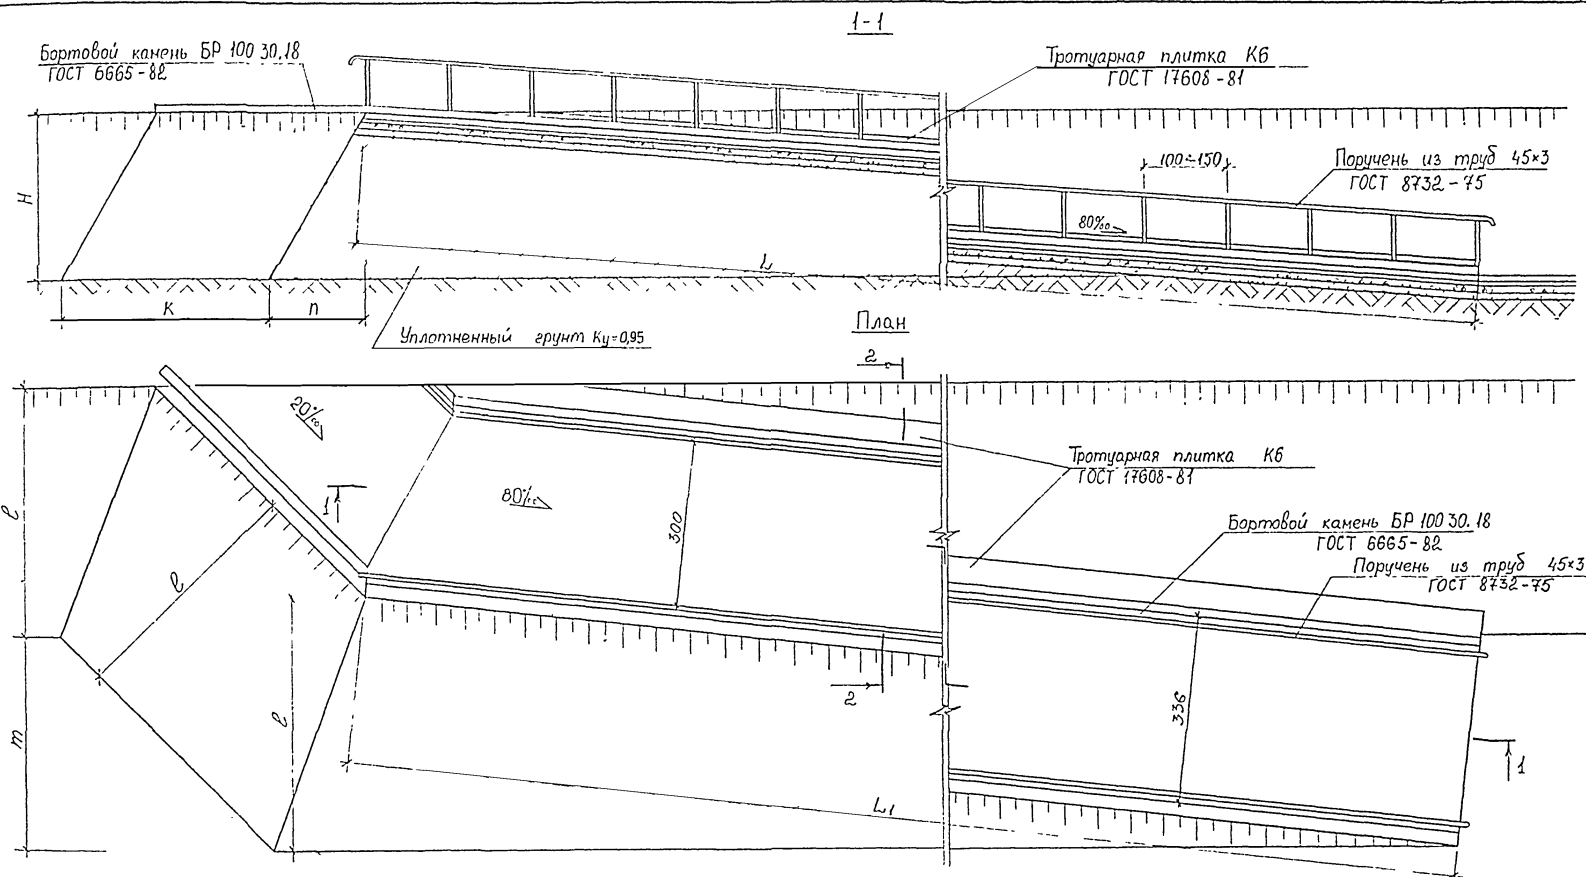 1-1
Бортовой камень БР 100 30.18
ГОСТ 6665-82
Тротуарная плитка К6
ГОСТ 17608-81
100÷150
Поручень из труб 45×3
ГОСТ 8732-75
H
80‰
L
К
п
Уплотненный грунт Ку=0,95
План
2
20‰
Тротуарная плитка К6
ГОСТ 17608-81
1
80‰
300
ℓ
Бортовой камень БР 100 30.18
ГОСТ 6665-82
Поручень из труб 45×3
ГОСТ 8732-75
ℓ
ℓ
2
336
m
1
L1